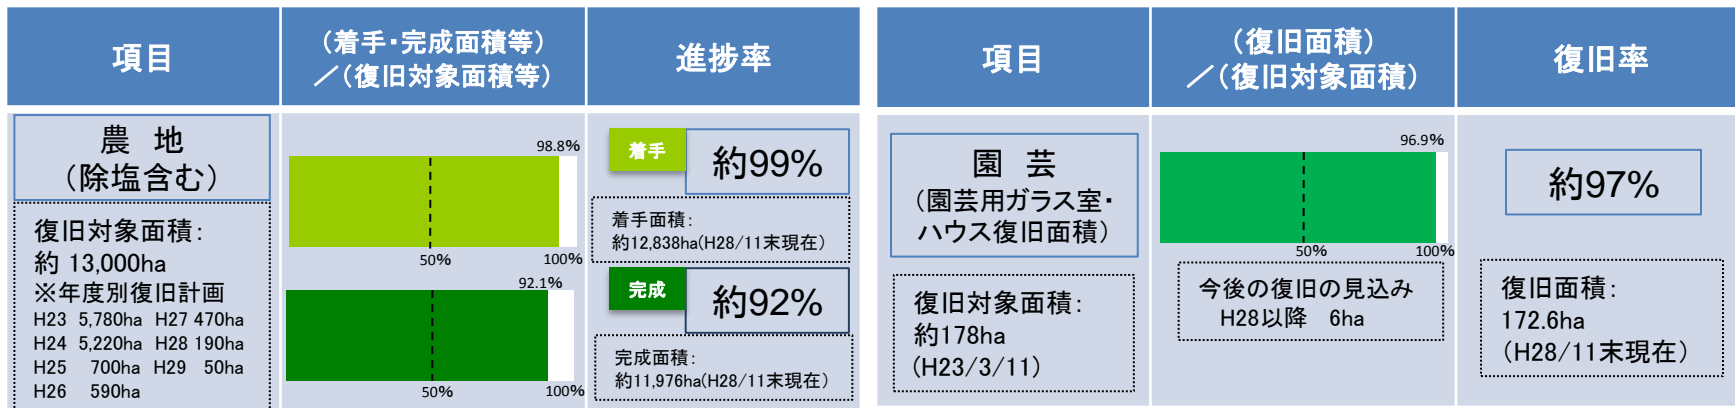 項目
（着手・完成面積等）
／（復旧対象面積等）
進捗率
農　地
（除塩含む）
復旧対象面積：
約 13,000ha
※年度別復旧計画
H23 5,780ha H27 470ha
H24 5,220ha H28 190ha
H25 700ha H29 50ha
H26 590ha
98.8%
50%
100%
92.1%
50%
100%
着手
約99%
着手面積：
約12,838ha(H28/11末現在）
完成
約92%
完成面積：
約11,976ha(H28/11末現在）
項目
（復旧面積）
／（復旧対象面積）
復旧率
園　芸
（園芸用ガラス室・
ハウス復旧面積）
復旧対象面積：
約178ha
（H23/3/11）
96.9%
50%
100%
今後の復旧の見込み
H28以降　6ha
約97%
復旧面積：
172.6ha
（H28/11末現在）